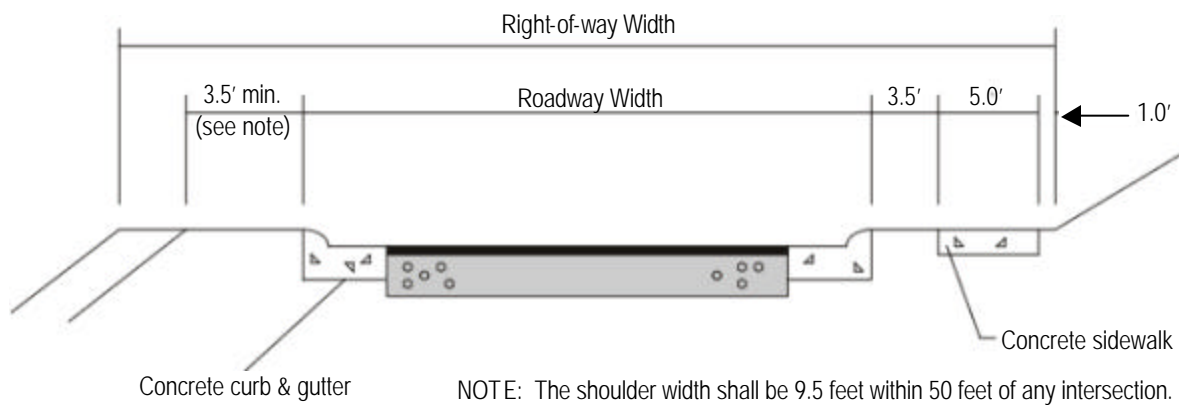 Right-of-way Width
3.5' min.
(see note)
Roadway Width
3.5'
5.0'
1.0'
Concrete sidewalk
Concrete curb & gutter
NOTE: The shoulder width shall be 9.5 feet within 50 feet of any intersection.